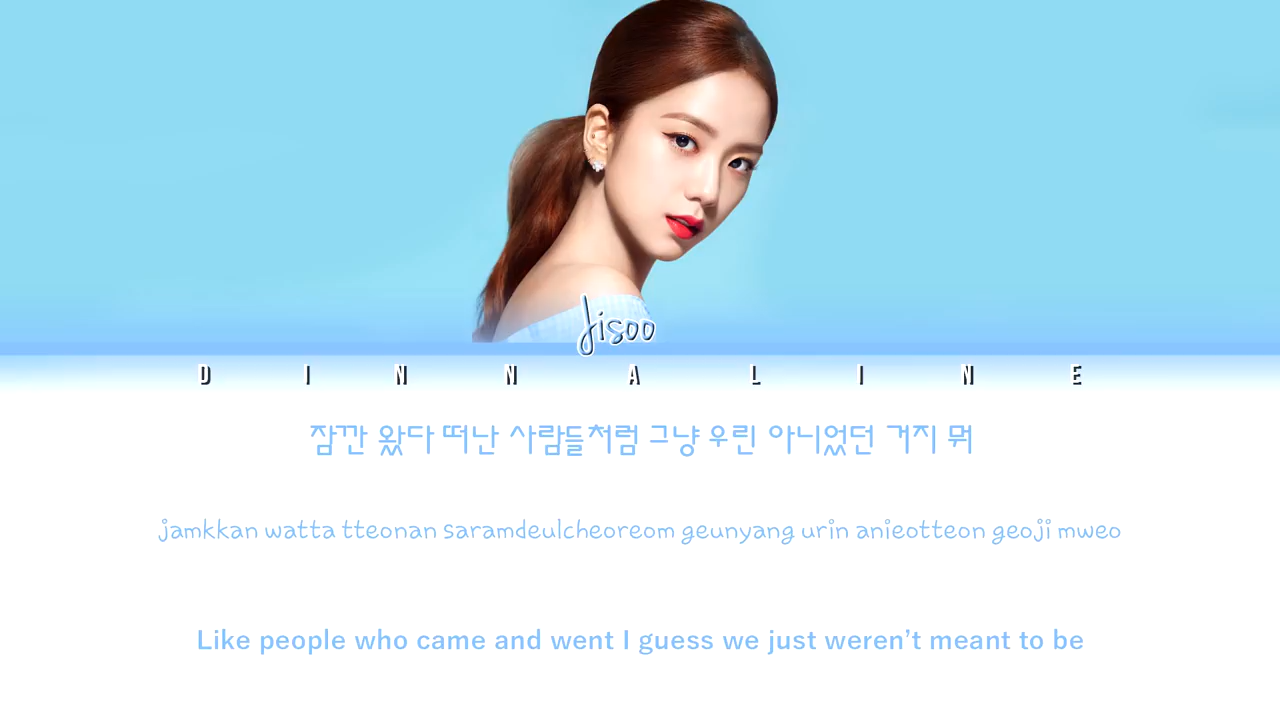 Jisoo
DINNALINE
잠깐 왔다 떠난 사람들처럼 그냥 우린 아니었던 거지 뭐
jamkkan watta tteonan saramdeulcheoreom geunyang urin anieotteon geoji mweo
Like people who came and went I guess we just weren’t meant to be